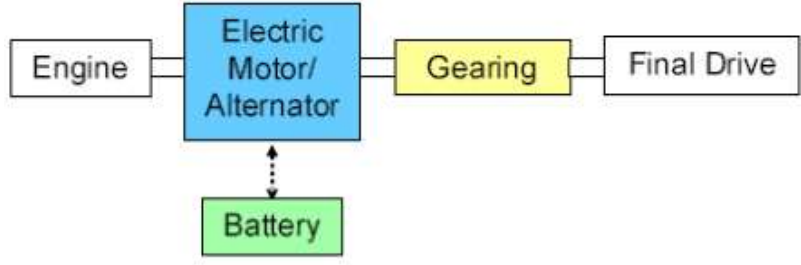 Engine
Electric
Motor/
Alternator
Gearing
Final Drive
Battery